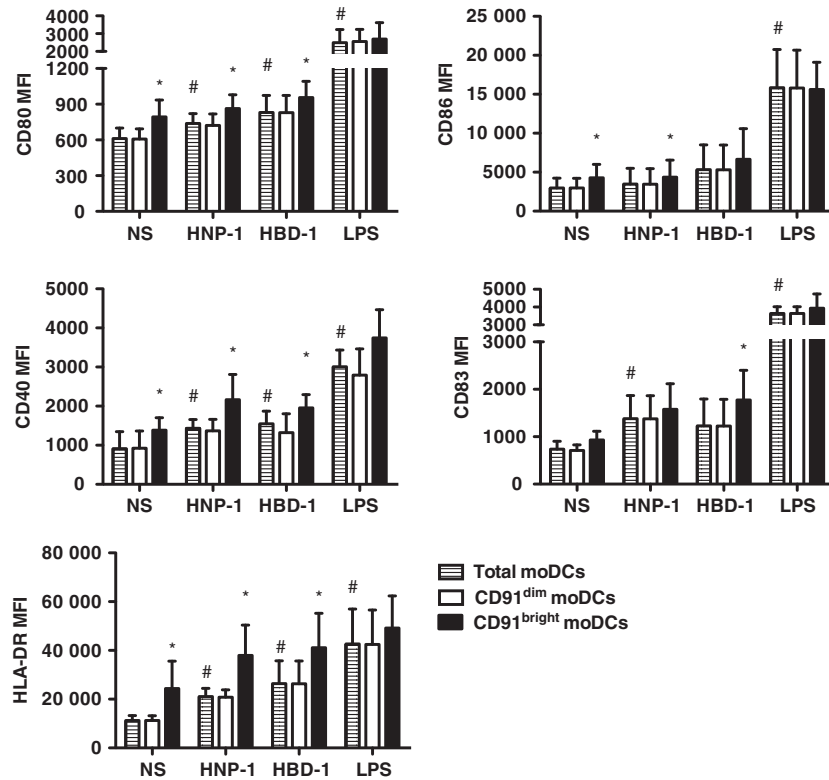 CD80 MFI
4000
3000
2000
1200
900
600
300
0
# * # * # * #
*
NS HNP-1 HBD-1 LPS
CD86 MFI
25 000
20 000
15 000
10 000
5000
0
* * #
NS HNP-1 HBD-1 LPS
CD40 MFI
5000
4000
3000
2000
1000
0
* # * # * #
NS HNP-1 HBD-1 LPS
CD83 MFI
5000
4000
3000
2000
1000
0
# * #
NS HNP-1 HBD-1 LPS
HLA-DR MFI
80 000
60 000
40 000
20 000
0
* # * # * #
NS HNP-1 HBD-1 LPS
Total moDCs
CD91dim moDCs
CD91bright moDCs